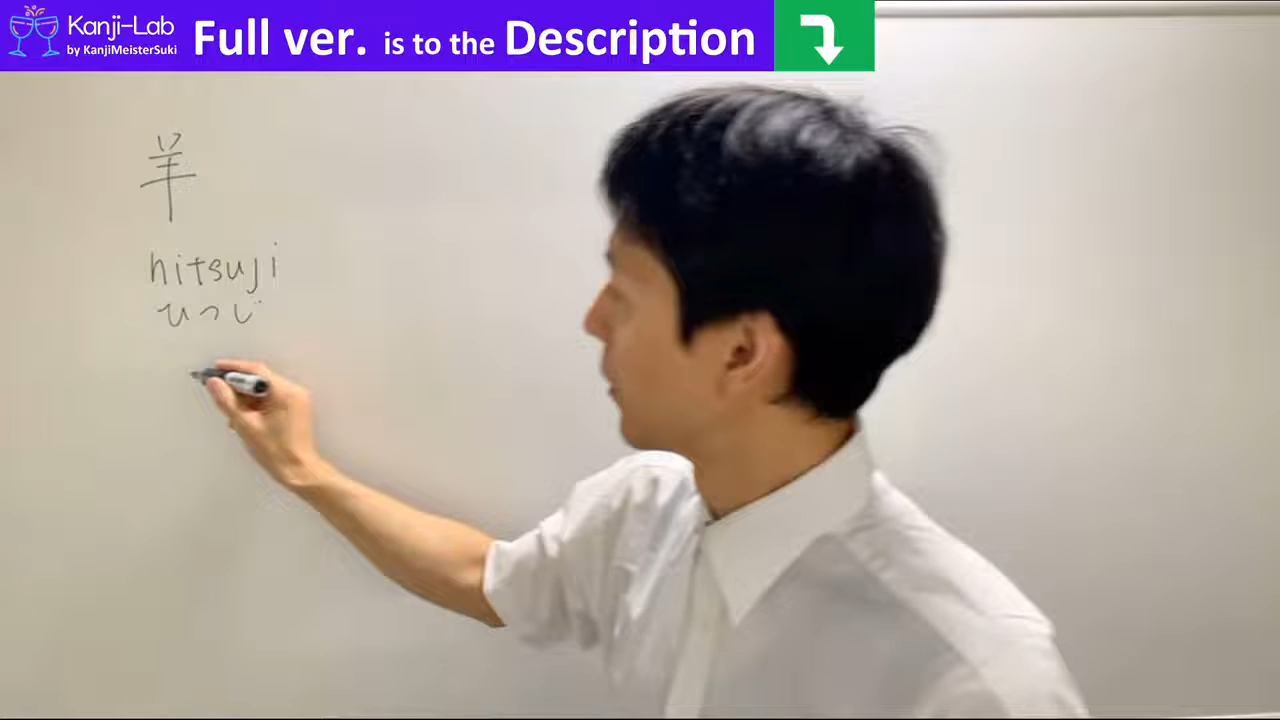 Kanji-Lab
by KanjiMeisterSuki
Full ver. is to the Description
羊
hitsuji
ひつじ